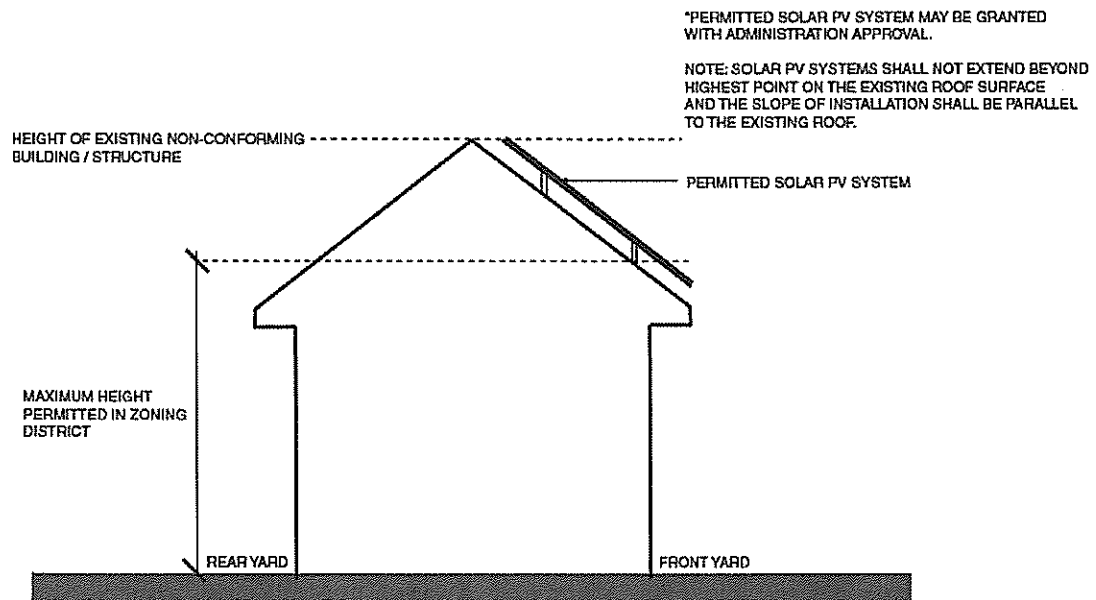 *PERMITTED SOLAR PV SYSTEM MAY BE GRANTED
WITH ADMINISTRATION APPROVAL.
NOTE: SOLAR PV SYSTEMS SHALL NOT EXTEND BEYOND
HIGHEST POINT ON THE EXISTING ROOF SURFACE
AND THE SLOPE OF INSTALLATION SHALL BE PARALLEL
TO THE EXISTING ROOF.
HEIGHT OF EXISTING NON-CONFORMING
BUILDING / STRUCTURE
PERMITTED SOLAR PV SYSTEM
MAXIMUM HEIGHT
PERMITTED IN ZONING
DISTRICT
REAR YARD
FRONT YARD